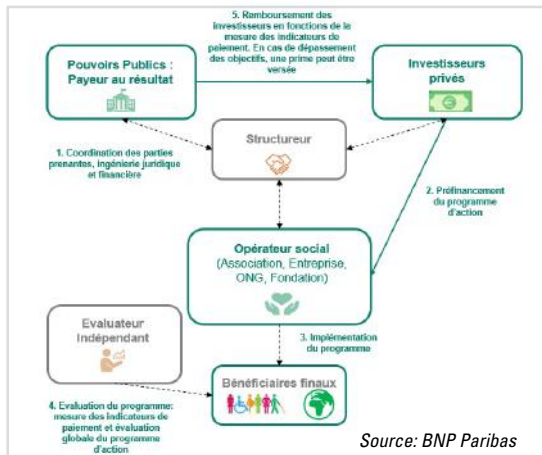 5. Remboursement des
investisseurs en fonctions de la
mesure des indicateurs de
paiement. En cas de dépassement
des objectifs, une prime peut être
versée
Pouvoirs Publics :
Payeur au résultat
Investisseurs
privés
Structureur
1. Coordination des parties
prenantes, ingénierie juridique
et financière
2. Préfinancement
du programme
d'action
Opérateur social
(Association, Entreprise,
ONG, Fondation)
Evaluateur
Indépendant
3. Implémentation
du programme
Bénéficiaires finaux
4. Evaluation du programme:
mesure des indicateurs de
paiement et évaluation
globale du programme
d'action
Source: BNP Paribas